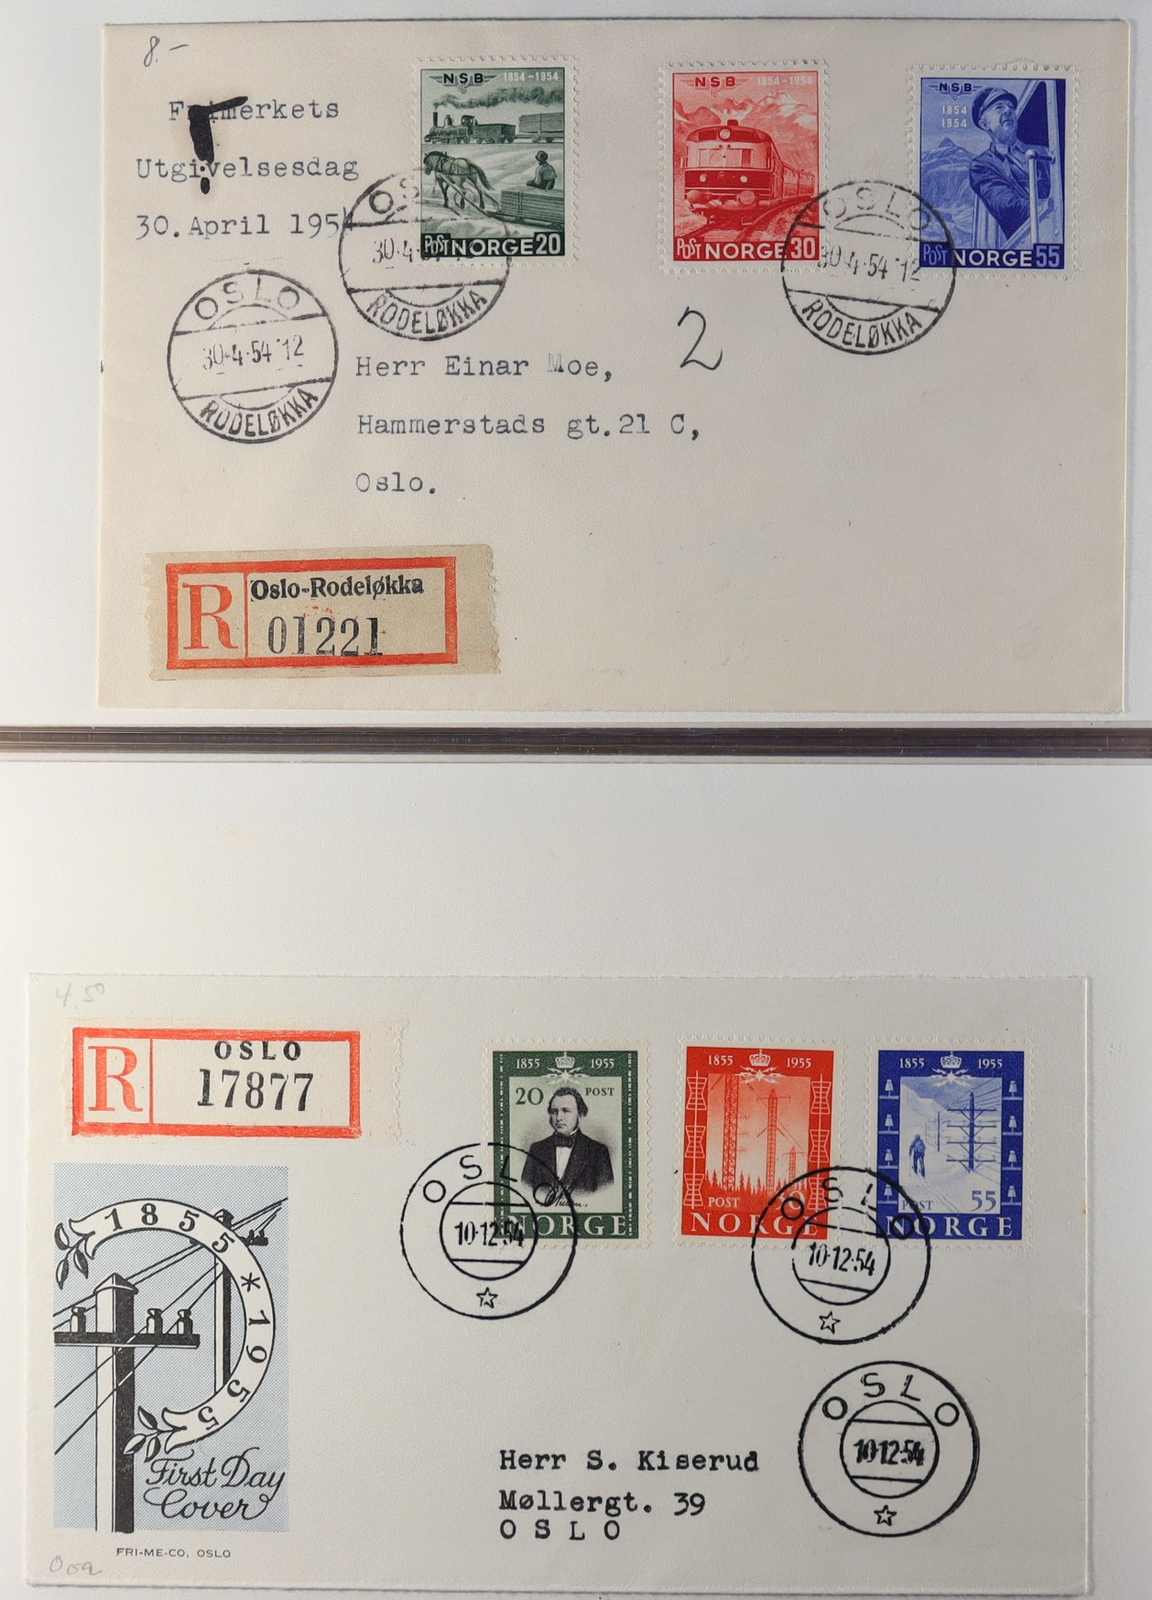 8.-
Frimerkets
Utgivelsesdag
30. April 1954
NSB 1854-1954
POST NORGE 20
NSB 1854-1954
POST NORGE 30
NSB
1854
1954
POST NORGE 55
OSLO
30-4-54 12
RODELØKKA
OSLO
30-4-54 12
RODELØKKA
OSLO
30-4-54 12
RODELØKKA
2
Herr Einar Moe,
Hammerstads gt.21 C,
Oslo.
R Oslo-Rodeløkka
01221
4.50
R OSLO
17877
1855 1955
20 POST
NORGE
1855 1955
POST
NORGE
1855 1955
POST 55
NORGE
OSLO
10-12-54
OSLO
10-12-54
OSLO
10-12-54
1855*1955
First Day
Cover
FRI-ME-CO, OSLO
Herr S. Kiserud
Møllergt. 39
OSLO